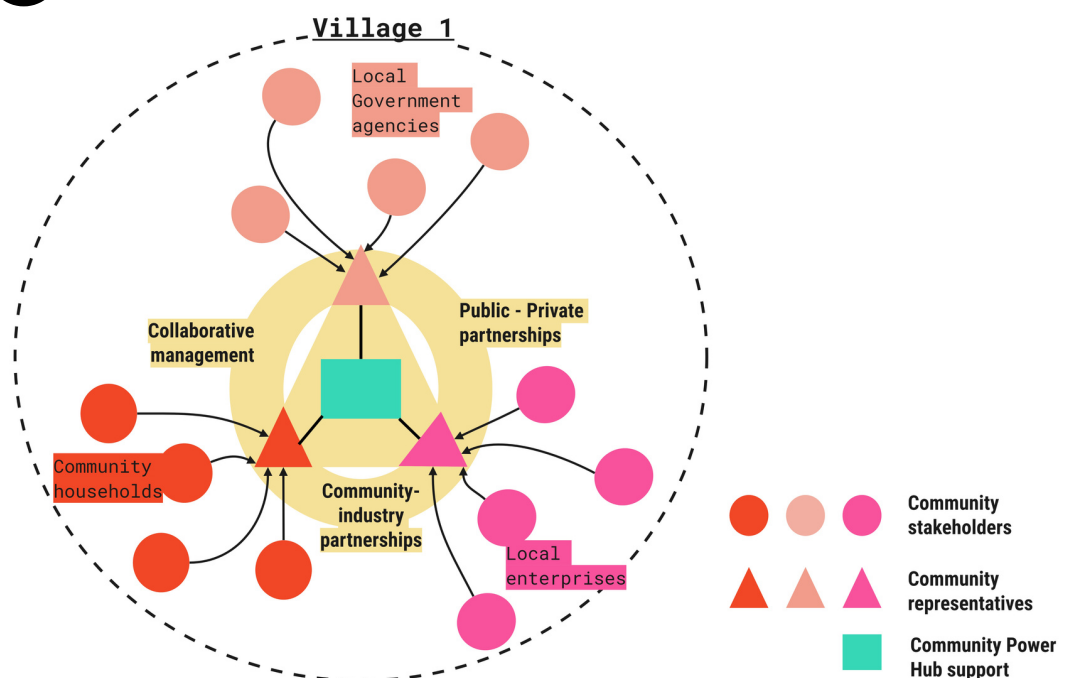 Village 1
Local
Government
agencies
Collaborative
management
Public - Private
partnerships
Community
households
Community-
industry
partnerships
Local
enterprises
Community
stakeholders
Community
representatives
Community Power
Hub support